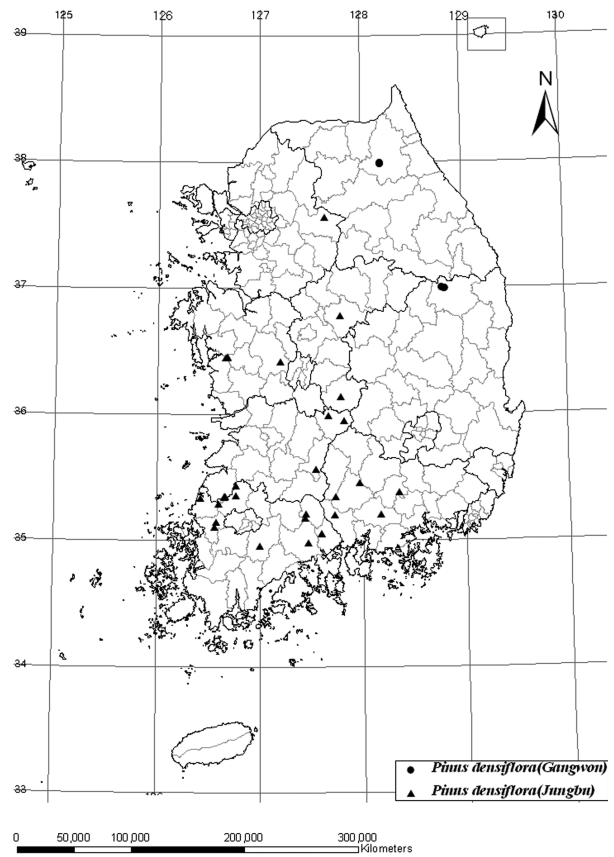 125 126 127 128 129 130
39
N
38
37
36
35
34
33
Pinus densiflora(Gangwon)
Pinus densiflora(Jungbu)
0 50,000 100,000 200,000 300,000
Kilometers